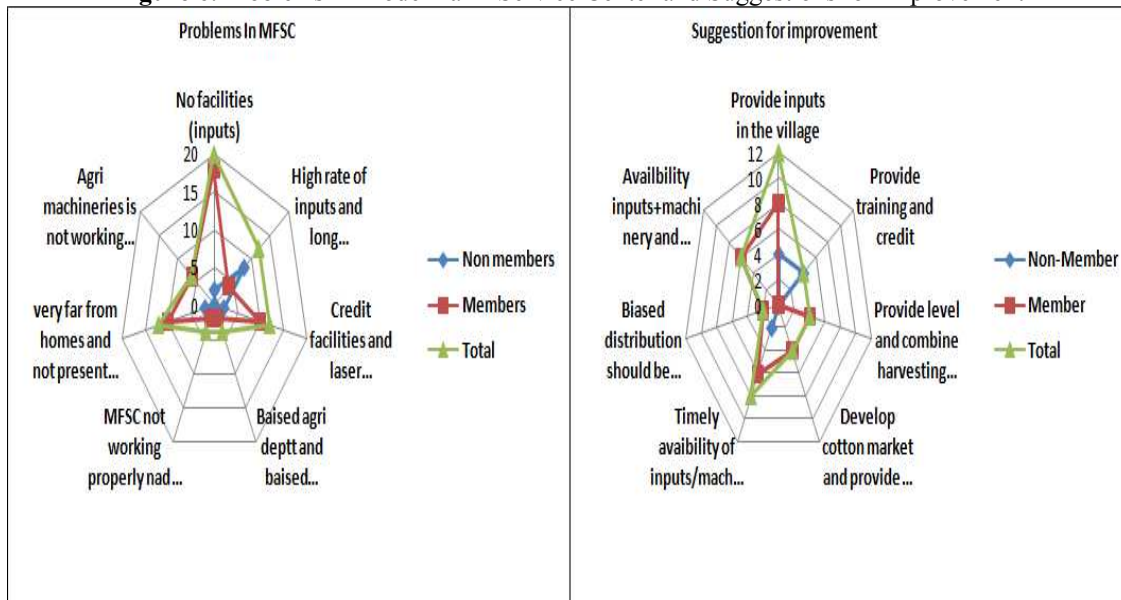 Problems In MFSC
No facilities
(inputs)
20
15
10
5
0
High rate of
inputs and
long...
Credit
facilities and
laser...
Baised agri
deptt and
baised...
MFSC not
working
properly nad ...
very far from
homes and
not present...
Agri
machineries is
not working...
Non members
Members
Total
Suggestion for improvement
Provide inputs
in the village
12
10
8
6
4
2
0
Provide
training and
credit
Provide level
and combine
harvesting...
Develop
cotton market
and provide ...
Timely
avaibility of
inputs/mach...
Biased
distribution
should be...
Availbility
inputs+machi
nery and...
Non-Member
Member
Total